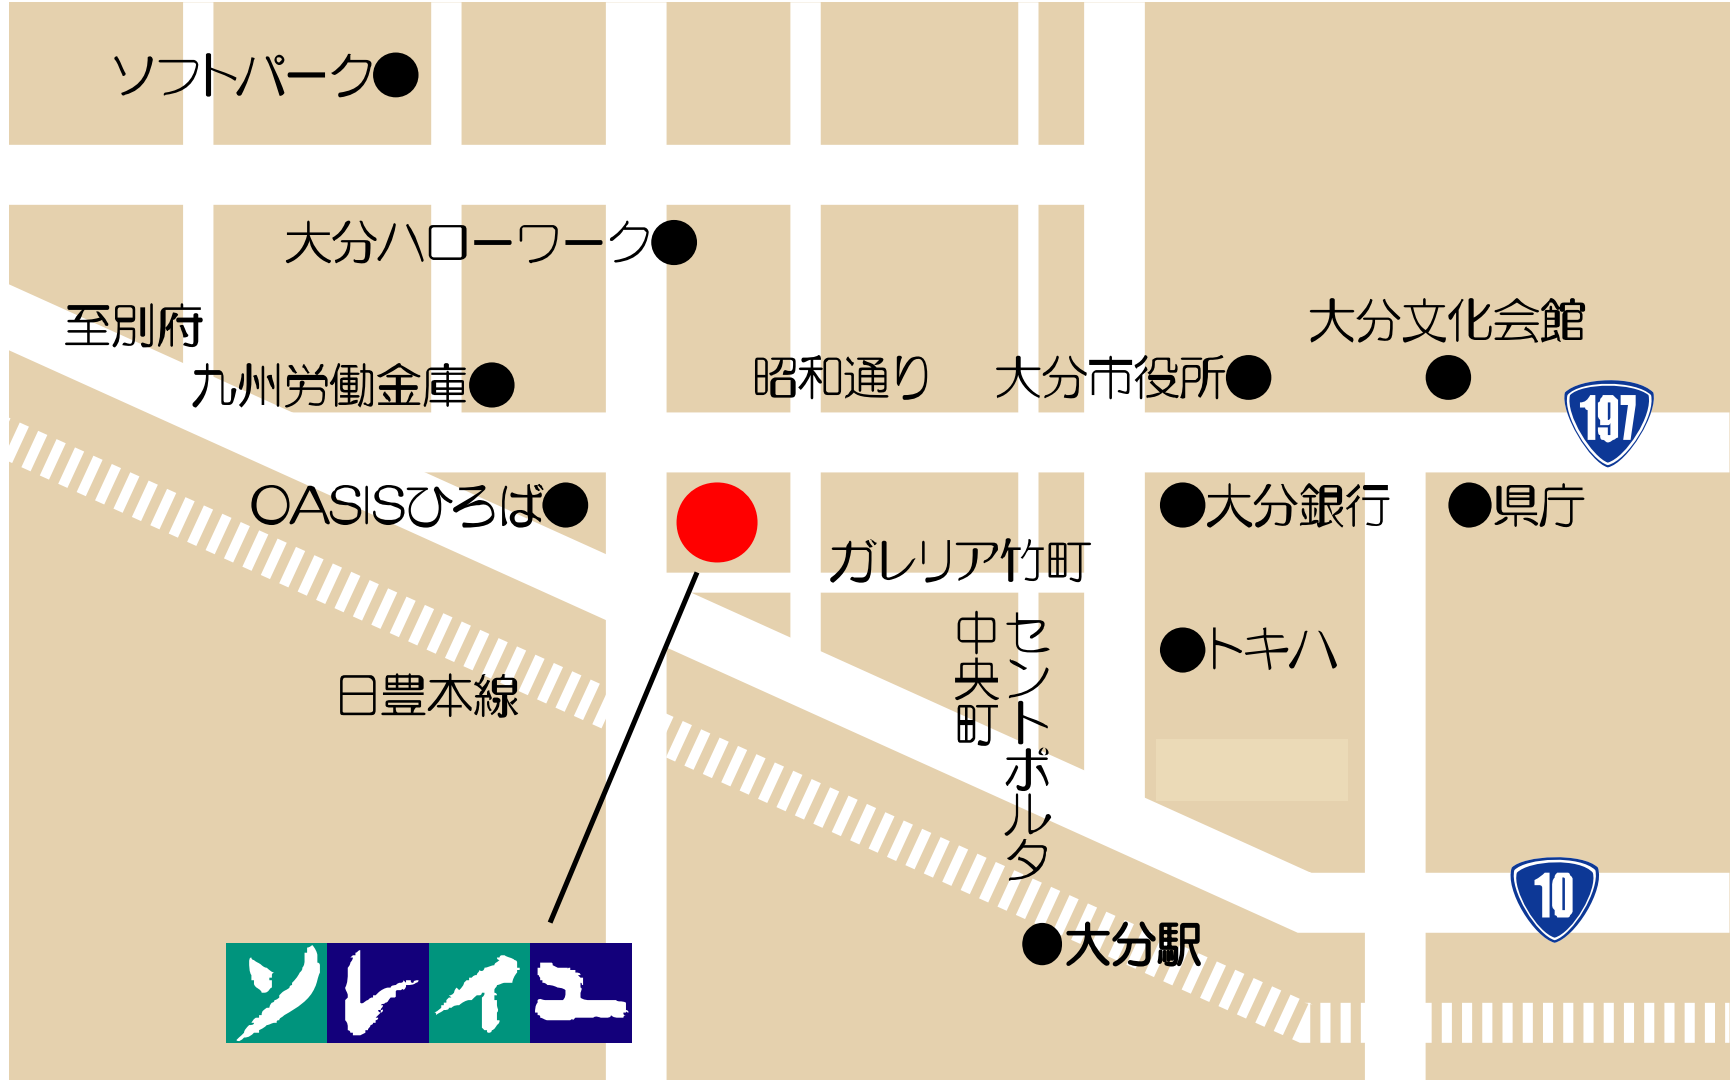 ソフトパーク
大分ハローワーク
至別府
大分文化会館
九州労働金庫
昭和通り
大分市役所
197
OASISひろば
大分銀行
県庁
ガレリア竹町
中央町
セントポルタ
トキハ
日豊本線
10
大分駅
ソレイユ